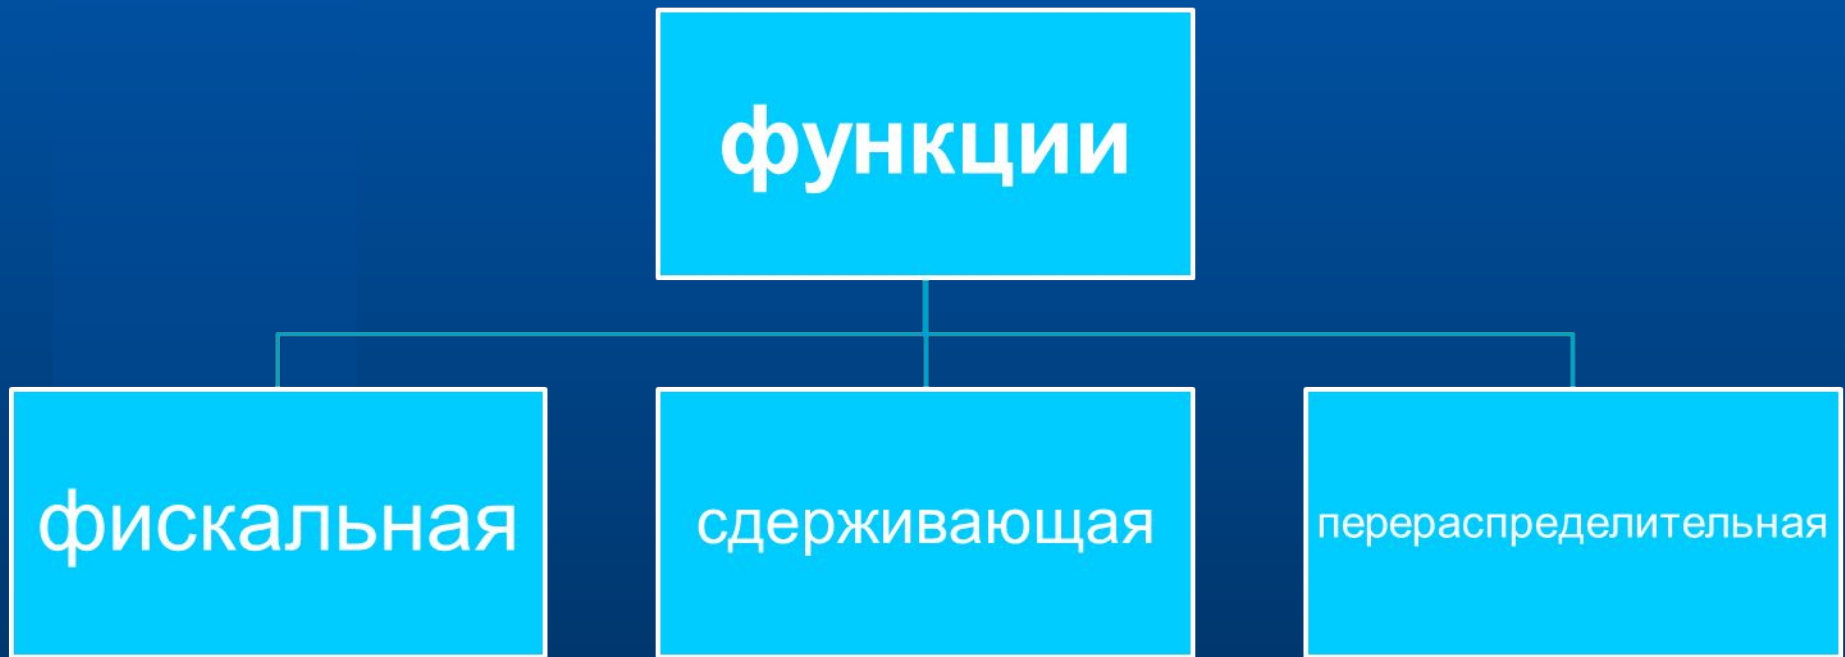 функции
фискальная
сдерживающая
перераспределительная